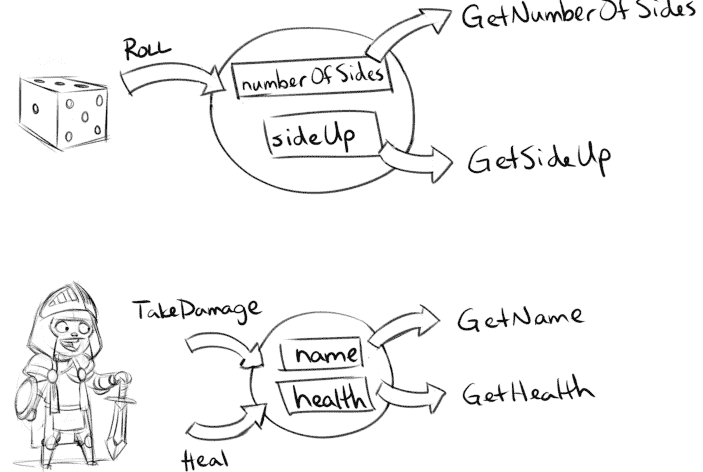 Roll
GetNumberOfSides
numberOfSides
sideUp
GetSideUp
TakeDamage
GetName
name
health
GetHealth
Heal